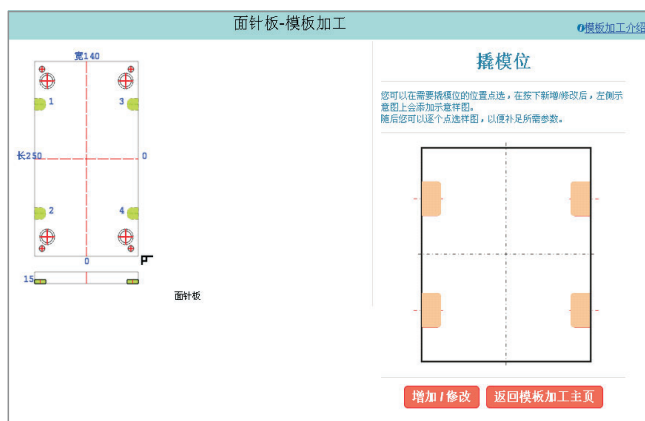 面针板-模板加工
模板加工介绍
宽140
1
3
长250
0
2
4
0
15
面针板
撬模位
您可以在需要撬模位的位置点选，在按下新增/修改后，左侧示
意图上会添加示意样图。
随后您可以逐个点选样图，以便补足所需参数。
增加 / 修改
返回模板加工主页